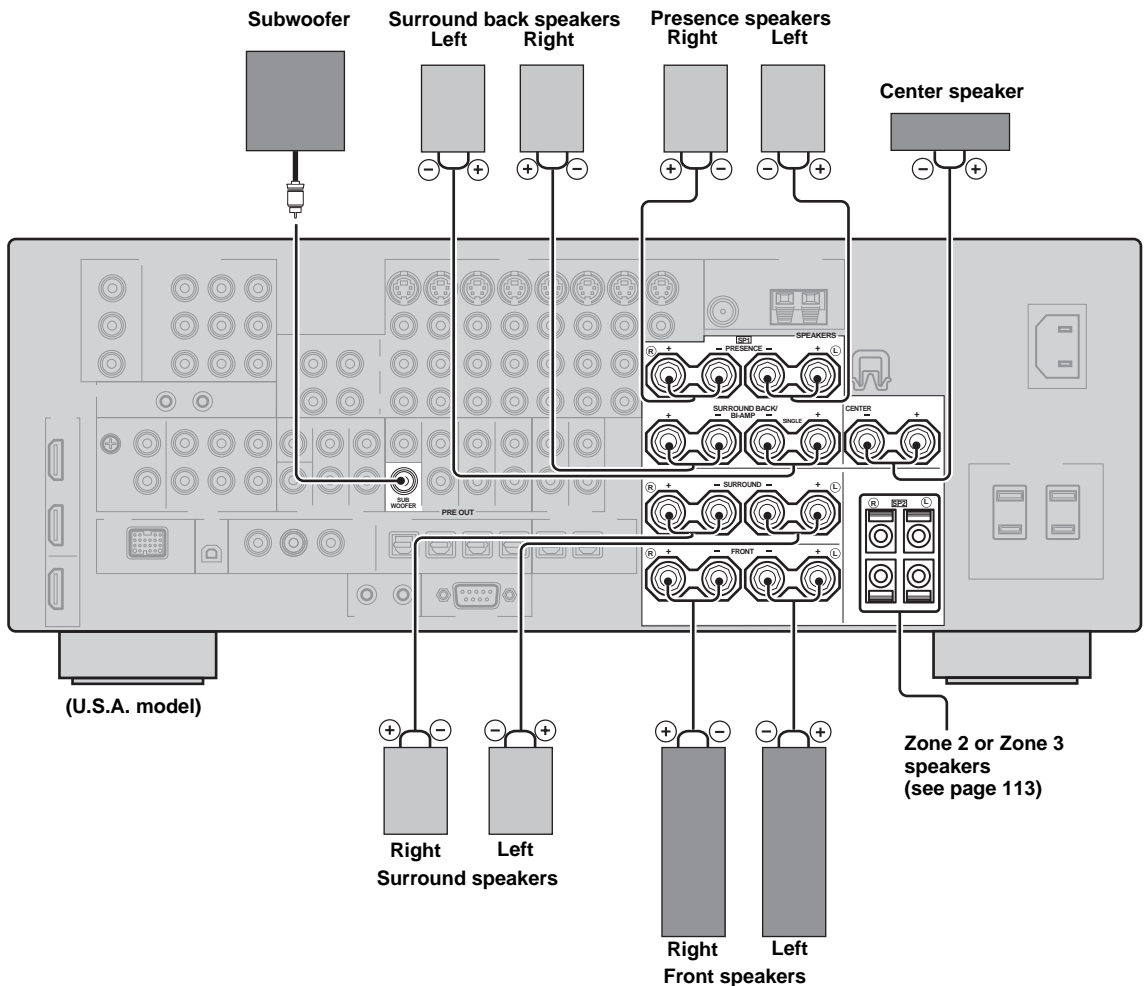 Subwoofer
Surround back speakers
Left Right
Presence speakers
Right Left
Center speaker
− + + − + − − + − +
SP1 SPEAKERS
R + − PRESENCE − + L
SURROUND BACK/
BI-AMP
+ − − SINGLE +
CENTER
− +
R + − SURROUND − + L
R SP2 L
SUB
WOOFER
PRE OUT
R + − FRONT − + L
(U.S.A. model)
+ − − + + − − +
Zone 2 or Zone 3
speakers
(see page 113)
Right Left
Surround speakers
Right Left
Front speakers